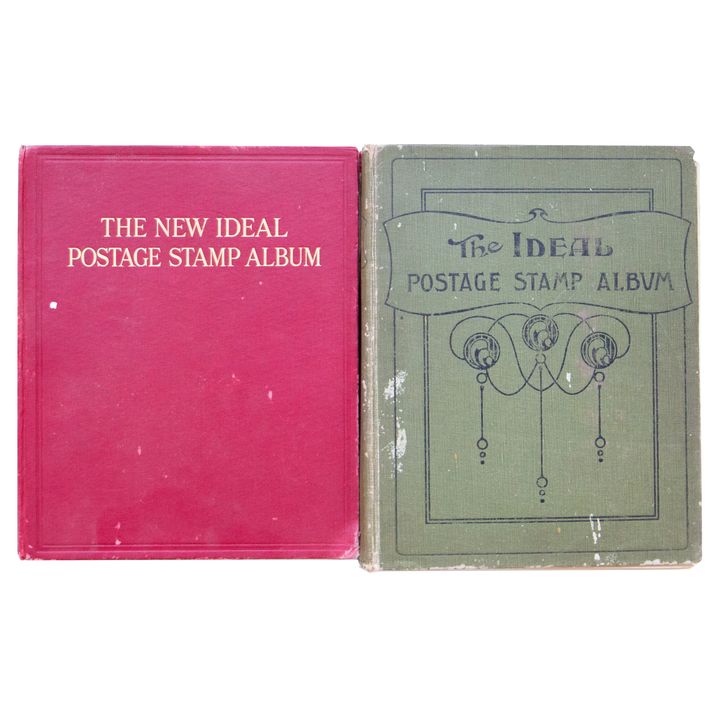 THE NEW IDEAL
POSTAGE STAMP ALBUM
The IDEAL
POSTAGE STAMP ALBVM